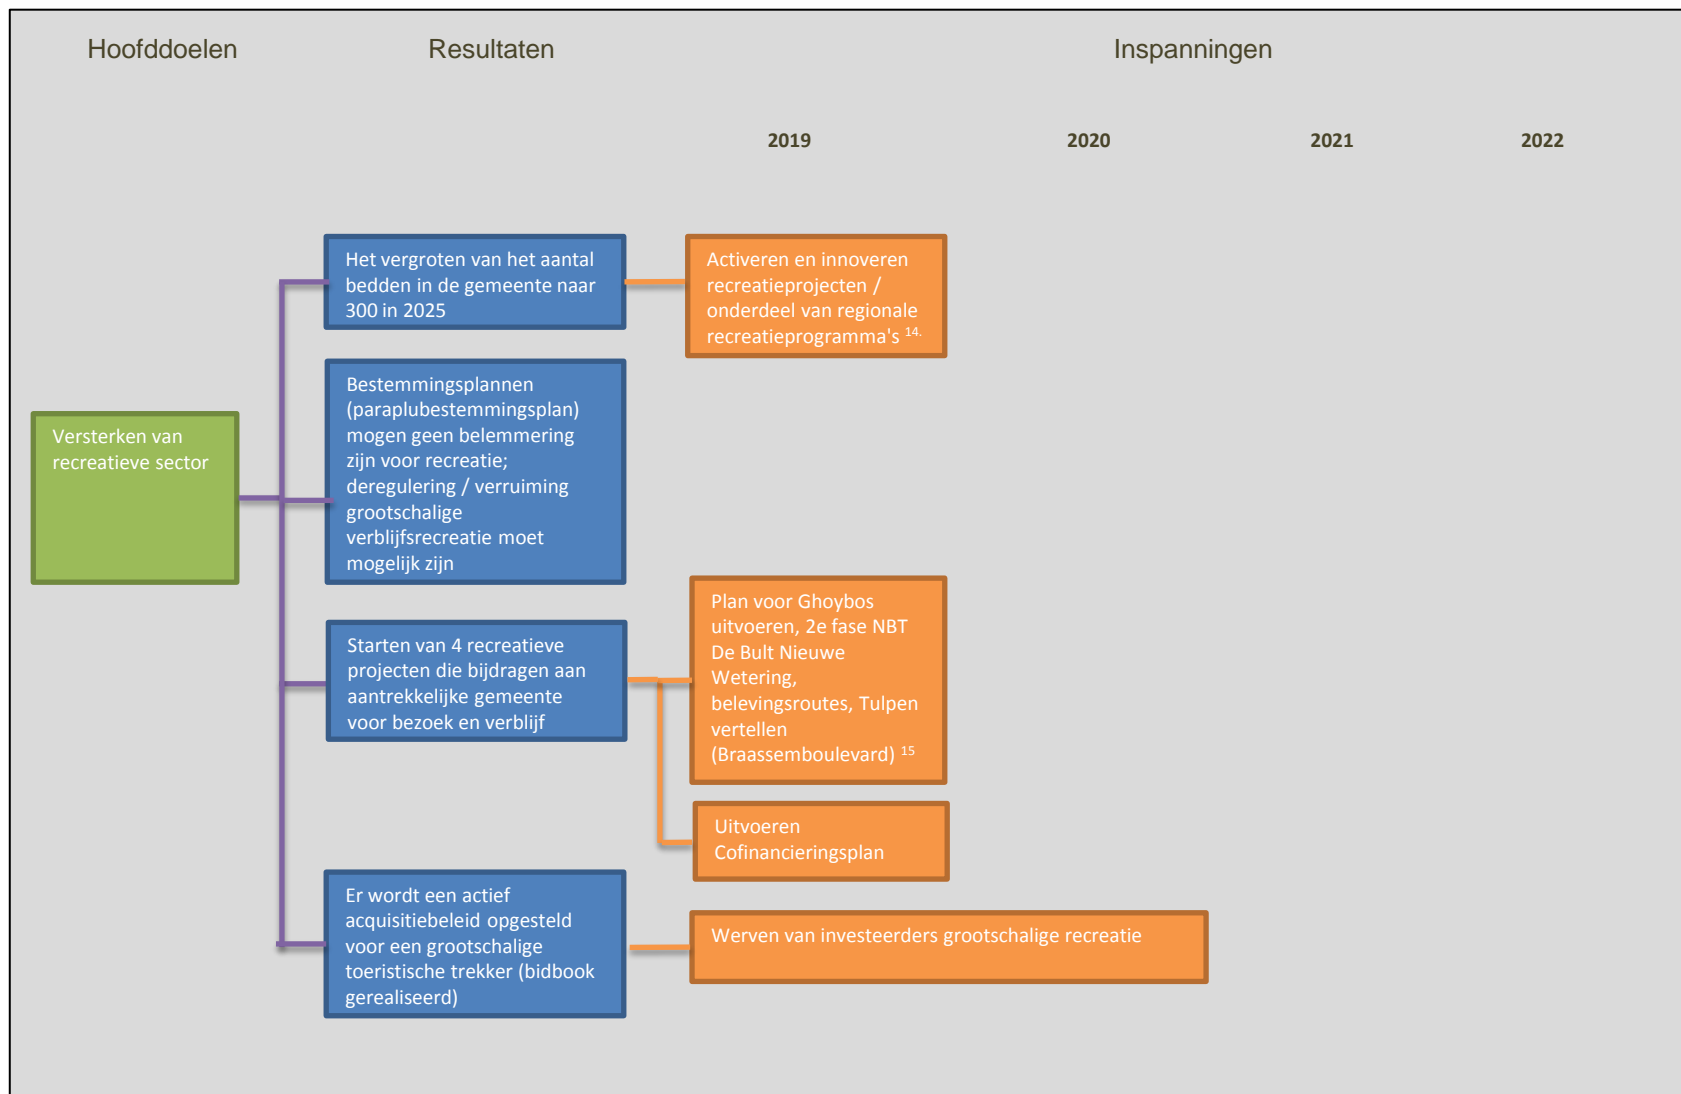 Hoofddoelen
Resultaten
Inspanningen
2019
2020
2021
2022
Versterken van
recreatieve sector
Het vergroten van het aantal
bedden in de gemeente naar
300 in 2025
Activeren en innoveren
recreatieprojecten /
onderdeel van regionale
recreatieprogramma's 14.
Bestemmingsplannen
(paraplubestemmingsplan)
mogen geen belemmering
zijn voor recreatie;
deregulering / verruiming
grootschalige
verblijfsrecreatie moet
mogelijk zijn
Starten van 4 recreatieve
projecten die bijdragen aan
aantrekkelijke gemeente
voor bezoek en verblijf
Plan voor Ghoybos
uitvoeren, 2e fase NBT
De Bult Nieuwe
Wetering,
belevingsroutes, Tulpen
vertellen
(Braassemboulevard) 15
Uitvoeren
Cofinancieringsplan
Er wordt een actief
acquisitiebeleid opgesteld
voor een grootschalige
toeristische trekker (bidbook
gerealiseerd)
Werven van investeerders grootschalige recreatie